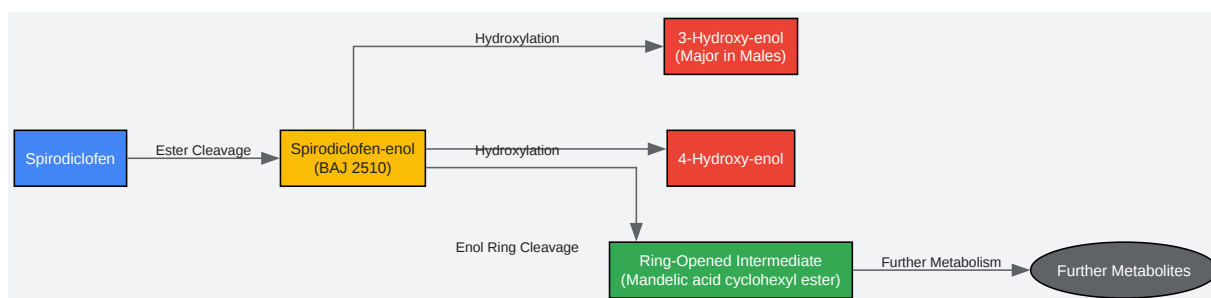 Hydroxylation
3-Hydroxy-enol
(Major in Males)
Spirodiclofen
Ester Cleavage
Spirodiclofen-enol
(BAJ 2510)
Hydroxylation
4-Hydroxy-enol
Enol Ring Cleavage
Ring-Opened Intermediate
(Mandelic acid cyclohexyl ester)
Further Metabolism
Further Metabolites